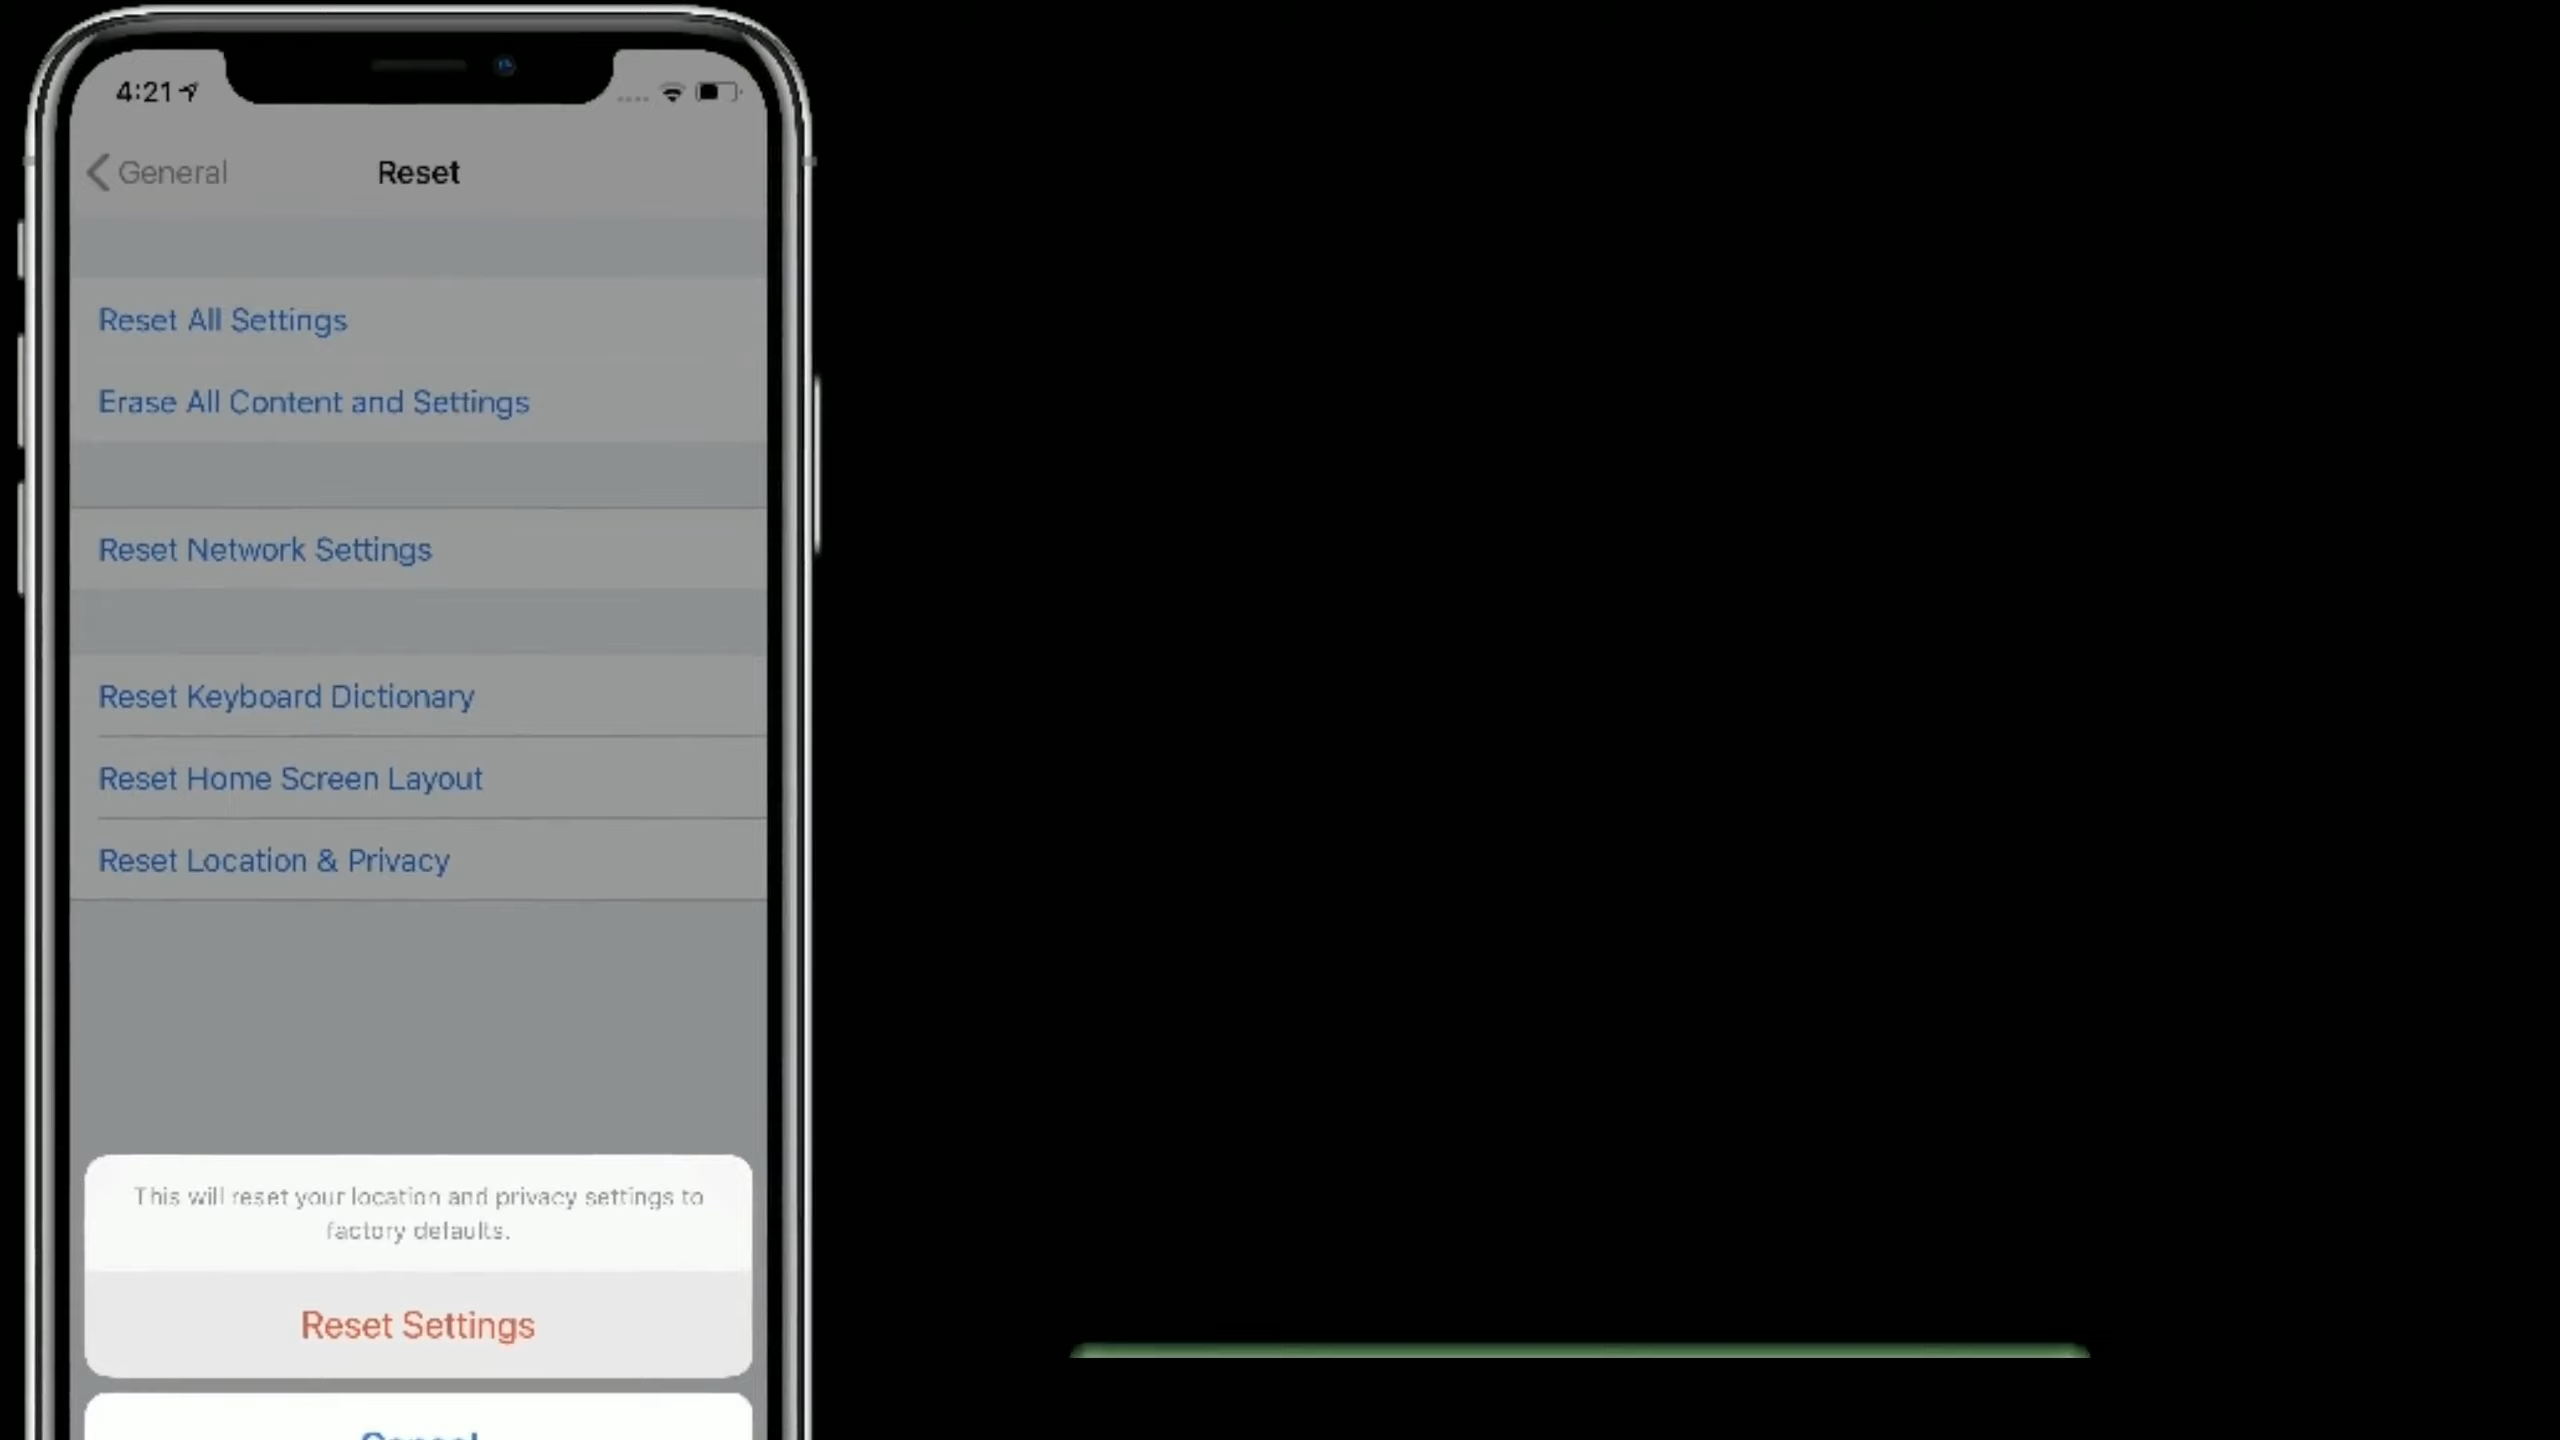 4:21
General
Reset
Reset All Settings
Erase All Content and Settings
Reset Network Settings
Reset Keyboard Dictionary
Reset Home Screen Layout
Reset Location & Privacy
This will reset your location and privacy settings to
factory defaults.
Reset Settings
Cancel